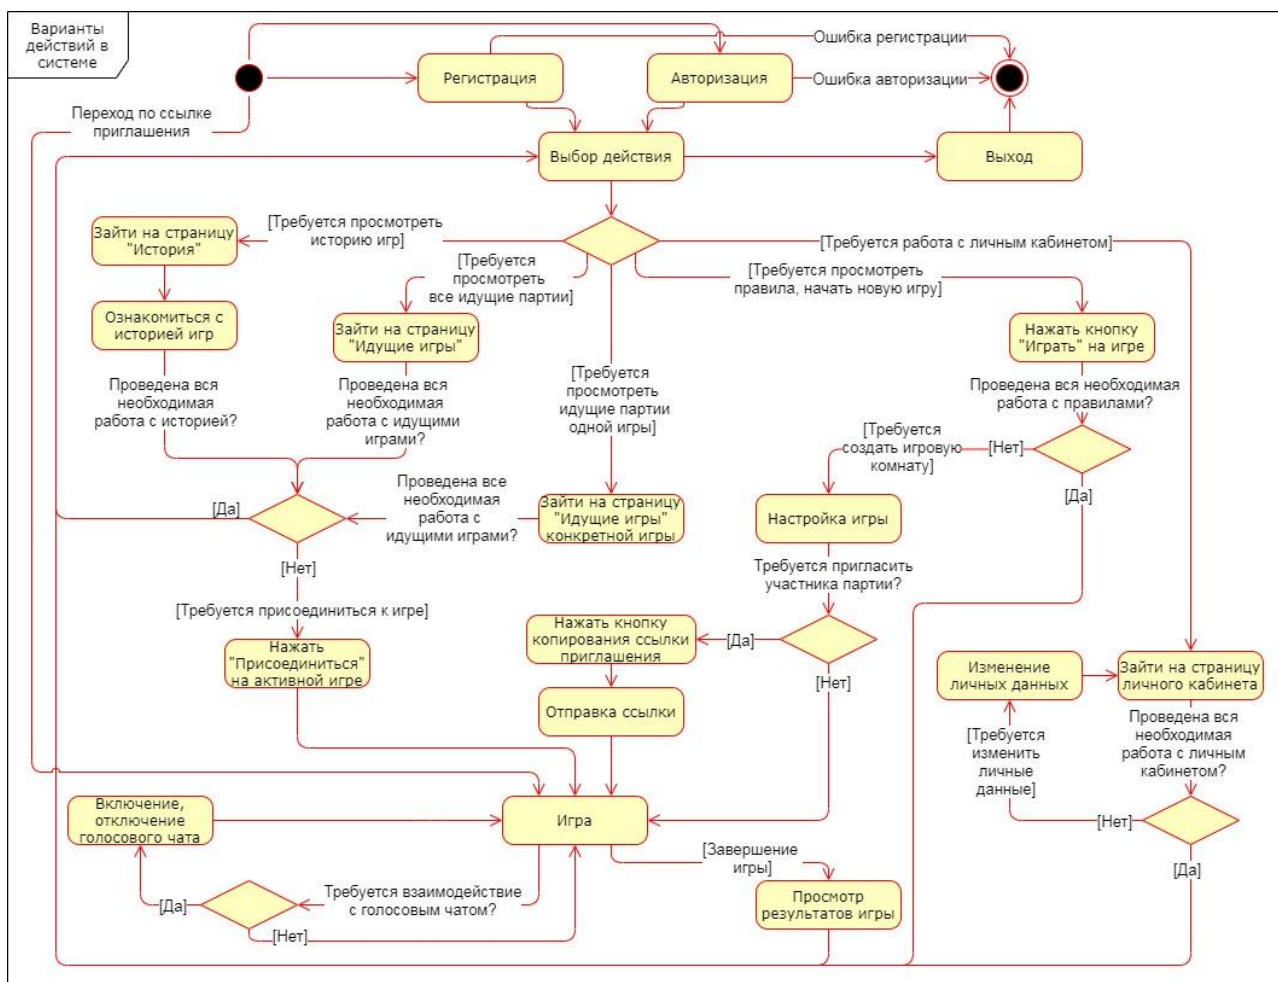 Варианты
действий в
системе
Ошибка регистрации
Регистрация
Авторизация
Ошибка авторизации
Переход по ссылке
приглашения
Выбор действия
Выход
[Требуется просмотреть
историю игр]
Зайти на страницу
"История"
[Требуется работа с личным кабинетом]
[Требуется
просмотреть
все идущие партии]
[Требуется просмотреть
правила, начать новую игру]
Ознакомиться с
историей игр
Зайти на страницу
"Идущие игры"
Нажать кнопку
"Играть" на игре
[Требуется
просмотреть
идущие партии
одной игры]
Проведена вся
необходимая
работа с историей?
Проведена вся
необходимая
работа с идущими
играми?
Проведена вся необходимая
работа с правилами?
[Требуется
создать игровую
комнату]
[Нет]
[Да]
[Да]
Проведена все
необходимая
работа с
идущими играми?
Зайти на страницу
"Идущие игры"
конкретной игры
Настройка игры
[Нет]
Требуется пригласить
участника партии?
[Требуется присоединиться к игре]
Нажать
"Присоединиться"
на активной игре
Нажать кнопку
копирования ссылки
приглашения
[Да]
[Нет]
Изменение
личных данных
Зайти на страницу
личного кабинета
Отправка ссылки
[Требуется
изменить
личные
данные]
Проведена вся
необходимая
работа с личным
кабинетом?
Включение,
отключение
голосового чата
Игра
[Нет]
[Завершение
игры]
[Да]
Требуется взаимодействие
с голосовым чатом?
[Да]
Просмотр
результатов игры
[Нет]